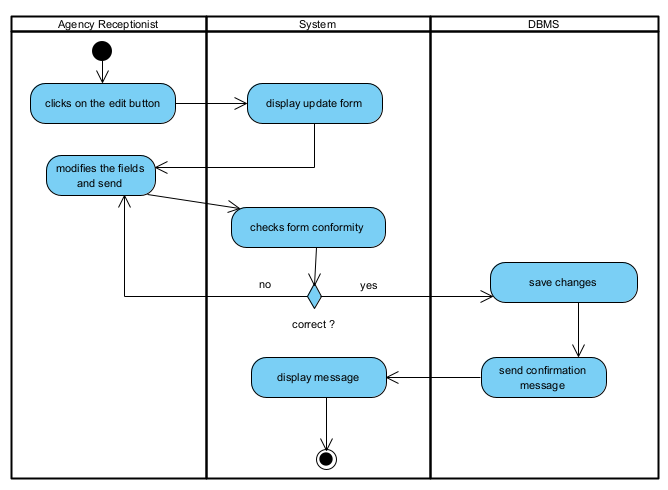 Agency Receptionist
System
DBMS
clicks on the edit button
display update form
modifies the fields
and send
checks form conformity
no
yes
save changes
correct ?
display message
send confirmation
message